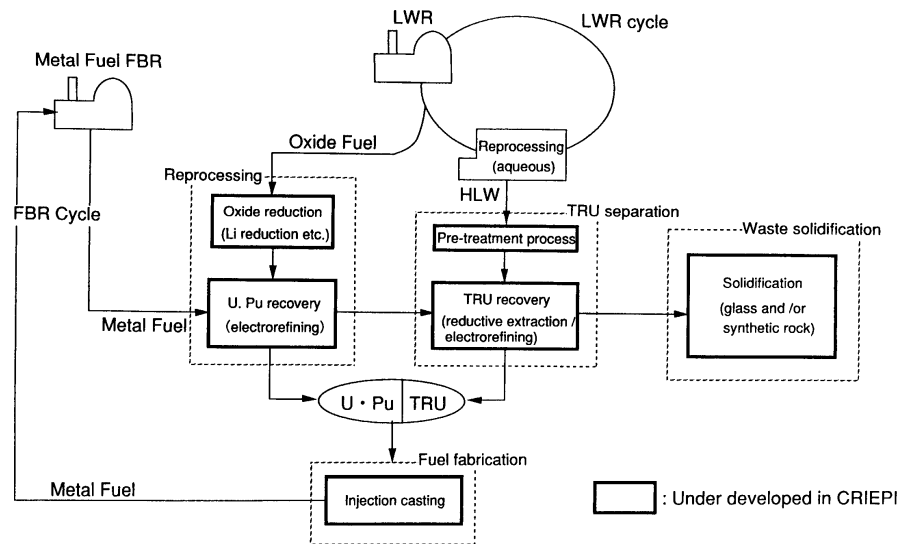 LWR
LWR cycle
Metal Fuel FBR
Oxide Fuel
Reprocessing
(aqueous)
Reprocessing
HLW
FBR Cycle
Oxide reduction
(Li reduction etc.)
TRU separation
Pre-treatment process
Waste solidification
U. Pu recovery
(electrorefining)
TRU recovery
(reductive extraction /
electrorefining)
Solidification
(glass and /or
synthetic rock)
Metal Fuel
U・Pu TRU
Fuel fabrication
Metal Fuel
Injection casting
: Under developed in CRIEPI